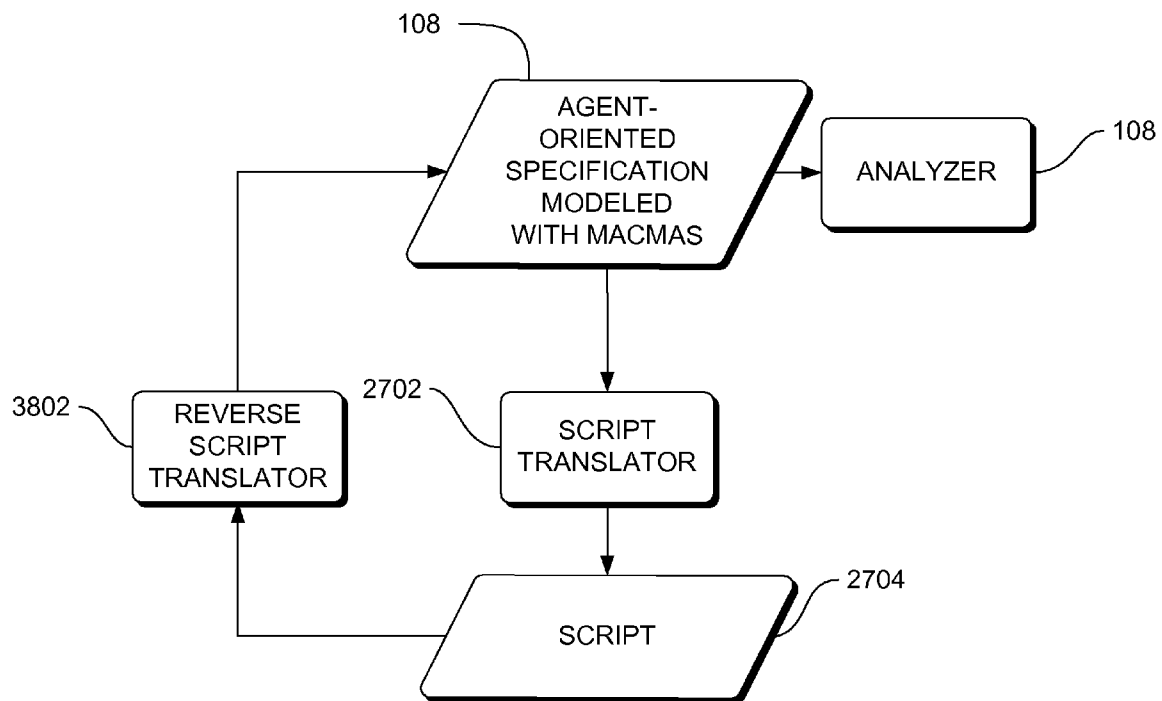 108
AGENT-
ORIENTED
SPECIFICATION
MODELED
WITH MACMAS
ANALYZER
108
3802
REVERSE
SCRIPT
TRANSLATOR
2702
SCRIPT
TRANSLATOR
SCRIPT
2704